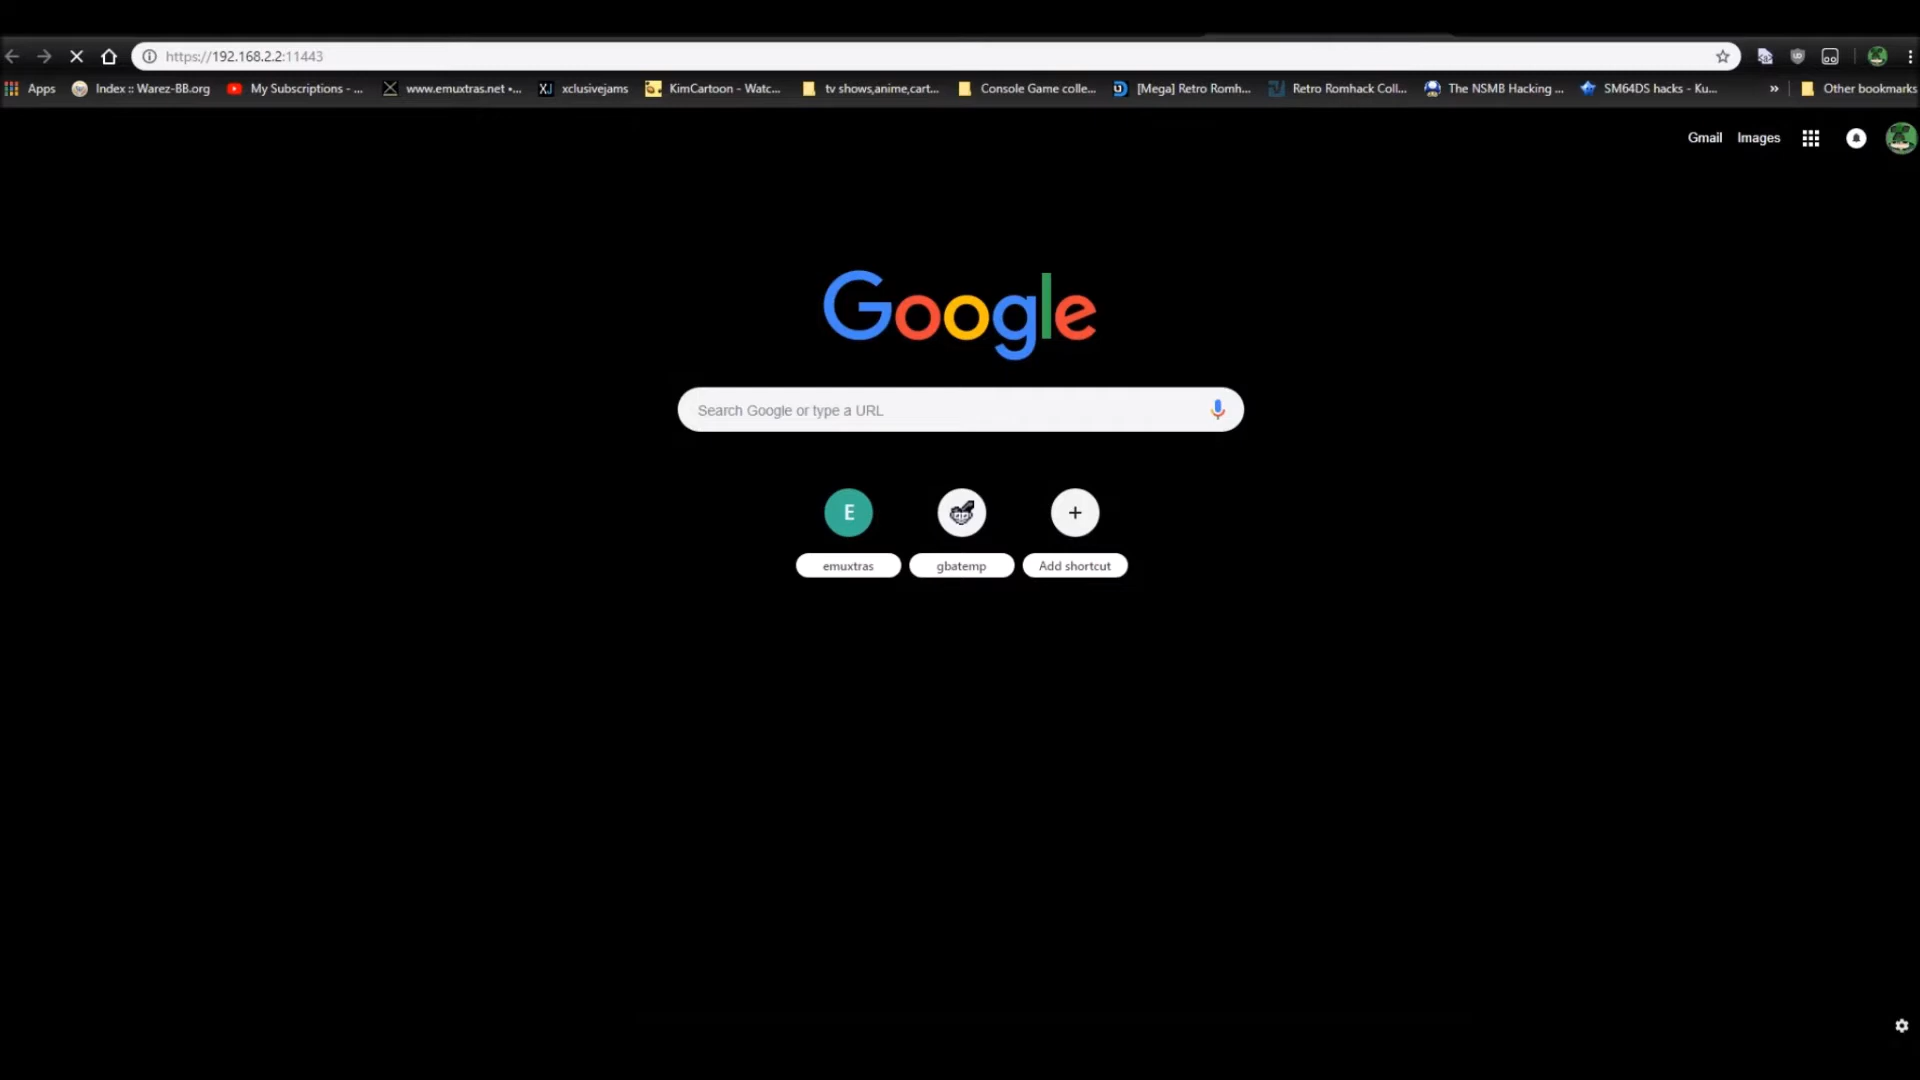 https://192.168.2.2:11443
Apps Index :: Warez-BB.org My Subscriptions - ... www.emuxtras.net •... XJ xclusivejams KimCartoon - Watc... tv shows,anime,cart... Console Game colle... [Mega] Retro Romh... Retro Romhack Coll... The NSMB Hacking ... SM64DS hacks - Ku... » Other bookmarks
Gmail Images
Google
Search Google or type a URL
E
emuxtras gbatemp Add shortcut